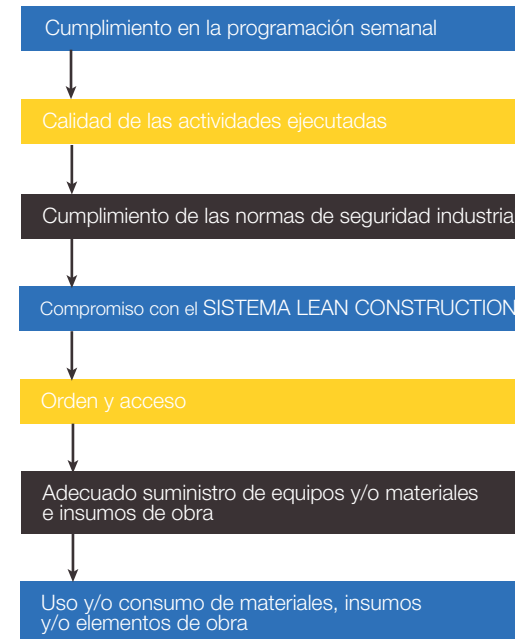 Cumplimiento en la programación semanal
Calidad de las actividades ejecutadas
Cumplimiento de las normas de seguridad industria
Compromiso con el SISTEMA LEAN CONSTRUCTION
Orden y acceso
Adecuado suministro de equipos y/o materiales
e insumos de obra
Uso y/o consumo de materiales, insumos
y/o elementos de obra